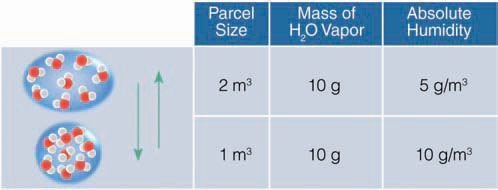 Parcel
Size
Mass of
H₂O Vapor
Absolute
Humidity
2 m³
10 g
5 g/m³
1 m³
10 g
10 g/m³